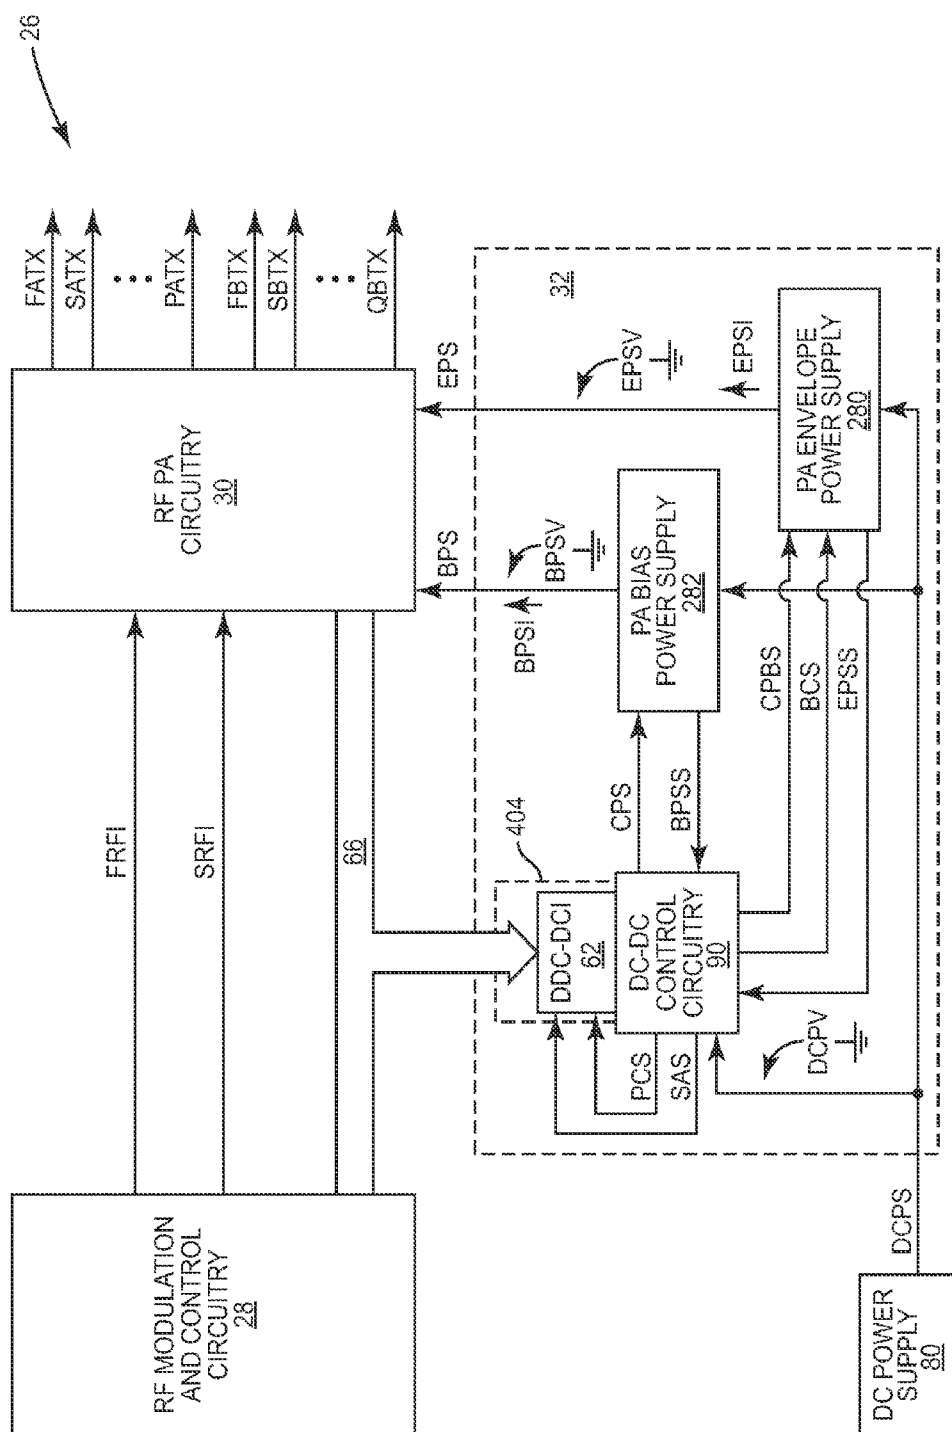 26
FATX
SATX
PATX
FBTX
SBTX
QBTX
RF PA
CIRCUITRY
30
EPS
BPS
32
EPSV
EPSI
BPSV
BPSI
PA ENVELOPE
POWER SUPPLY
280
PA BIAS
POWER SUPPLY
282
FRFI
SRFI
66
404
CPS
BPSS
CPBS
BCS
EPSS
DDC-DCI
62
DC-DC
CONTROL
CIRCUITRY
90
PCS
SAS
DCPV
RF MODULATION
AND CONTROL
CIRCUITRY
28
DCPS
DC POWER
SUPPLY
80